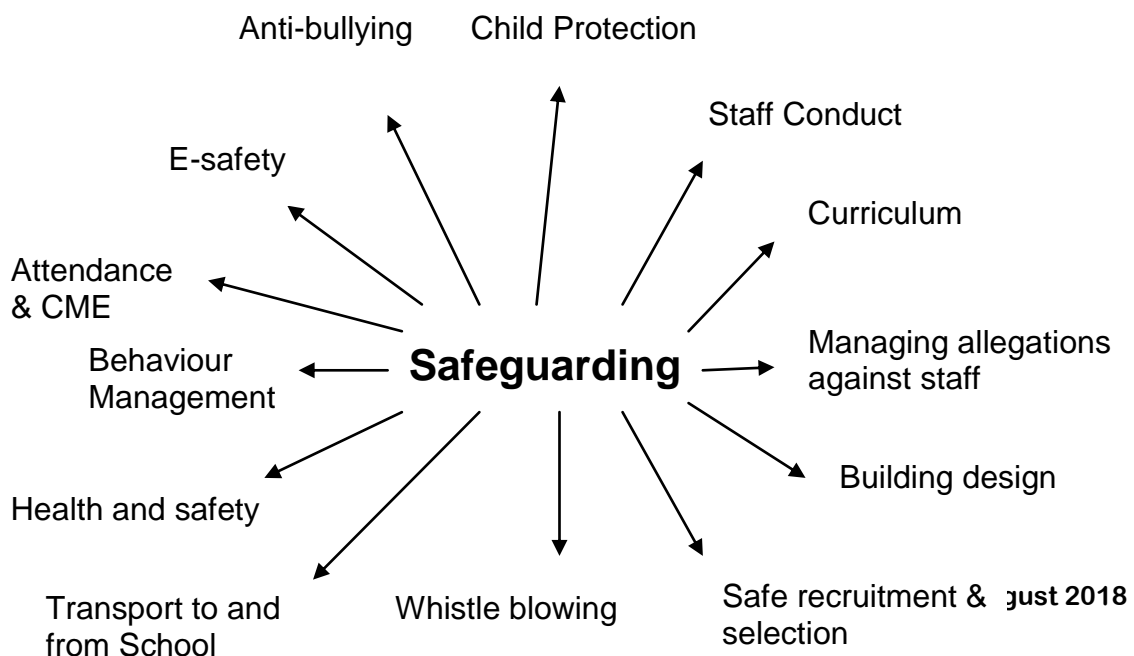 Anti-bullying
Child Protection
Staff Conduct
E-safety
Curriculum
Attendance
& CME
Managing allegations
against staff
Behaviour
Management
Safeguarding
Building design
Health and safety
Transport to and
from School
Whistle blowing
Safe recruitment &
selection
2018